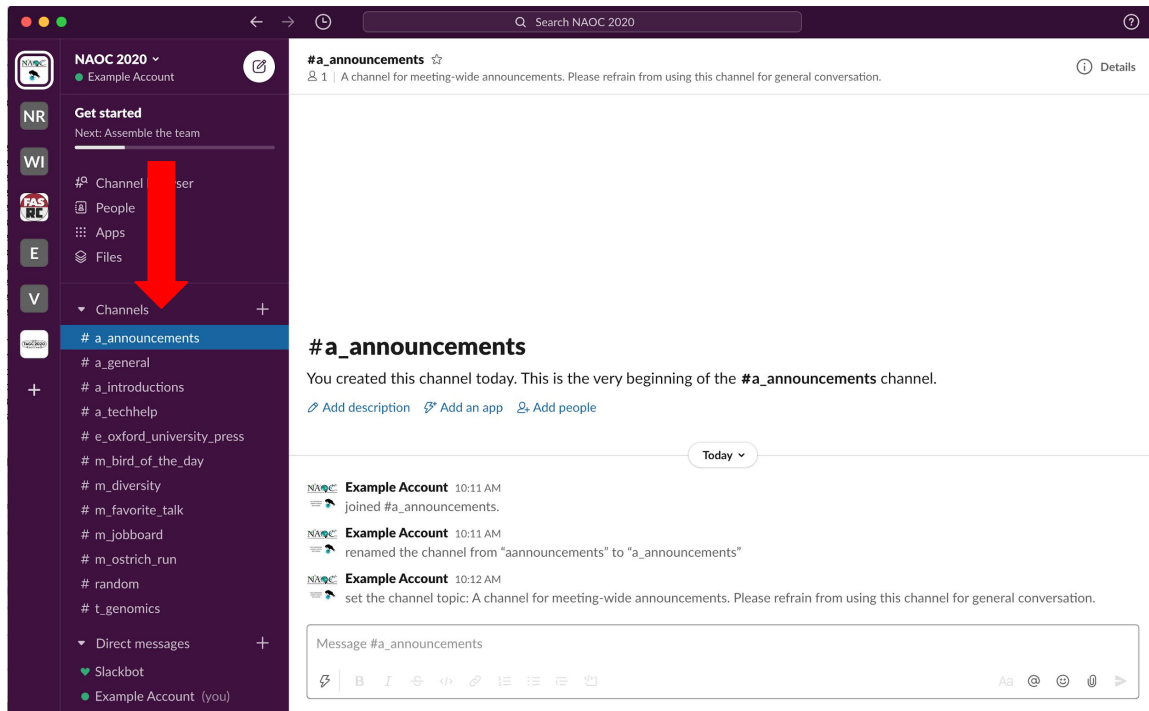 Search NAOC 2020
NAOC 2020
Example Account
NR
WI
FAS
RC
E
V
Get started
Next: Assemble the team
Channel
ser
People
Apps
Files
Channels
# a_announcements
# a_general
# a_introductions
# a_techhelp
# e_oxford_university_press
# m_bird_of_the_day
# m_diversity
# m_favorite_talk
# m_jobboard
# m_ostrich_run
# random
# t_genomics
Direct messages
Slackbot
Example Account (you)
#a_announcements
1 | A channel for meeting-wide announcements. Please refrain from using this channel for general conversation.
Details
#a_announcements
You created this channel today. This is the very beginning of the #a_announcements channel.
Add description Add an app Add people
Today
Example Account 10:11 AM
joined #a_announcements.
Example Account 10:11 AM
renamed the channel from “aannouncements” to “a_announcements”
Example Account 10:12 AM
set the channel topic: A channel for meeting-wide announcements. Please refrain from using this channel for general conversation.
Message #a_announcements
B I S
Aa @